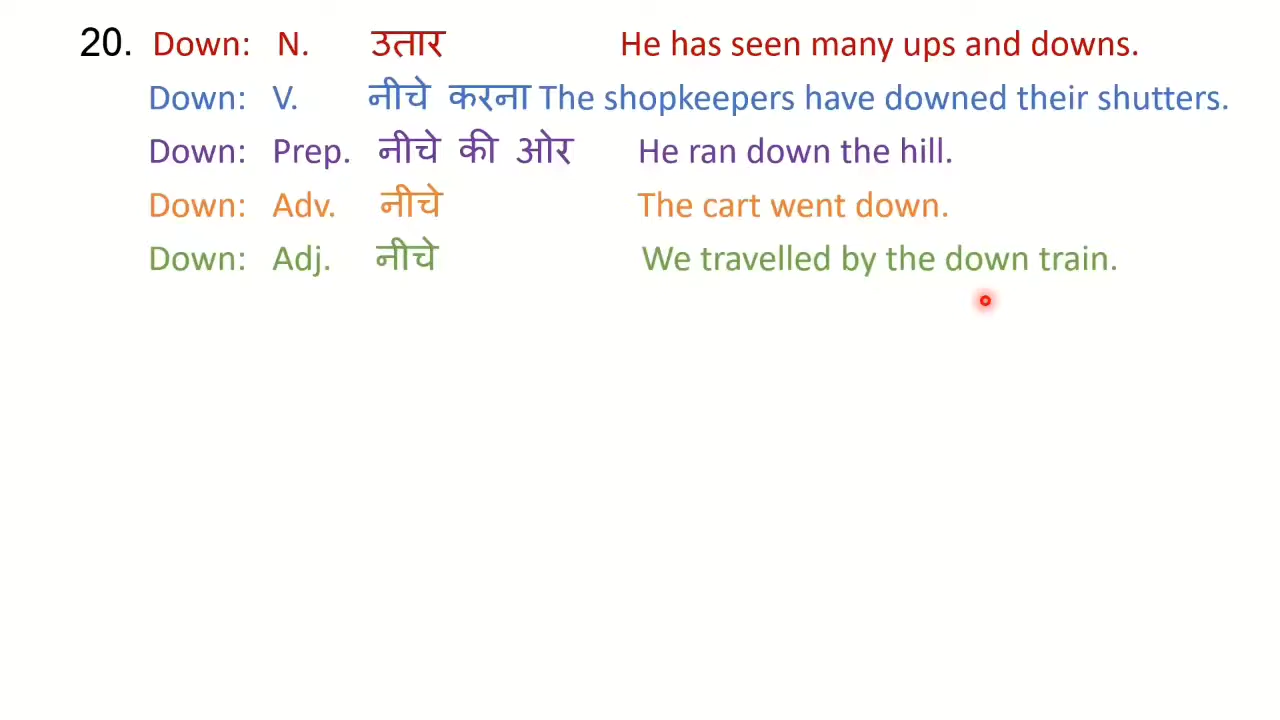 20. Down: N. उतार He has seen many ups and downs.
Down: V. नीचे करना The shopkeepers have downed their shutters.
Down: Prep. नीचे की ओर He ran down the hill.
Down: Adv. नीचे The cart went down.
Down: Adj. नीचे We travelled by the down train.